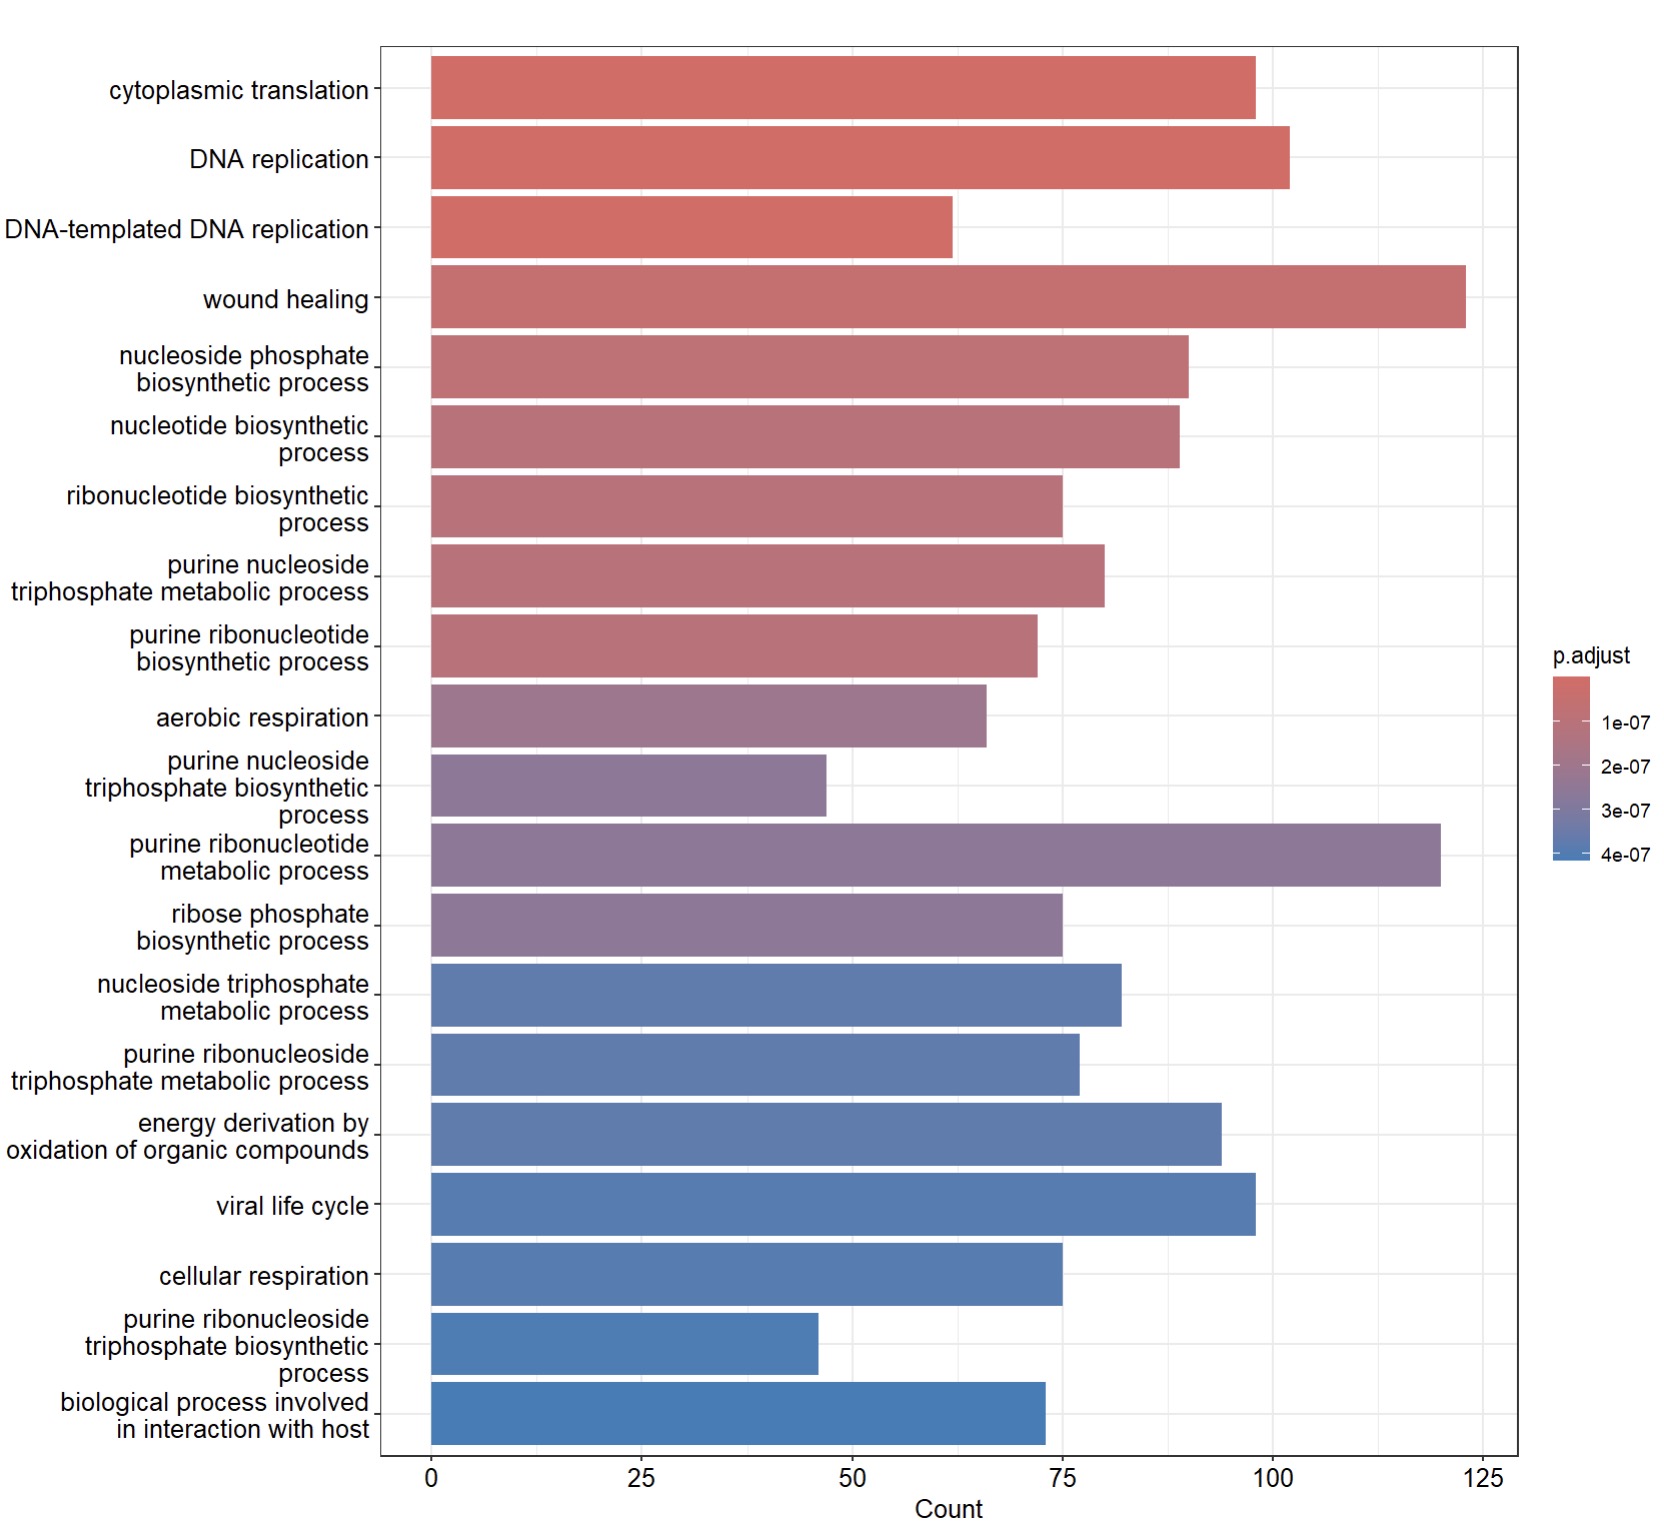 cytoplasmic translation
DNA replication
DNA-templated DNA replication
wound healing
nucleoside phosphate
biosynthetic process
nucleotide biosynthetic
process
ribonucleotide biosynthetic
process
purine nucleoside
triphosphate metabolic process
purine ribonucleotide
biosynthetic process
aerobic respiration
purine nucleoside
triphosphate biosynthetic
process
purine ribonucleotide
metabolic process
ribose phosphate
biosynthetic process
nucleoside triphosphate
metabolic process
purine ribonucleoside
triphosphate metabolic process
energy derivation by
oxidation of organic compounds
viral life cycle
cellular respiration
purine ribonucleoside
triphosphate biosynthetic
process
biological process involved
in interaction with host
0 25 50 75 100 125
Count
p.adjust
1e-07
2e-07
3e-07
4e-07